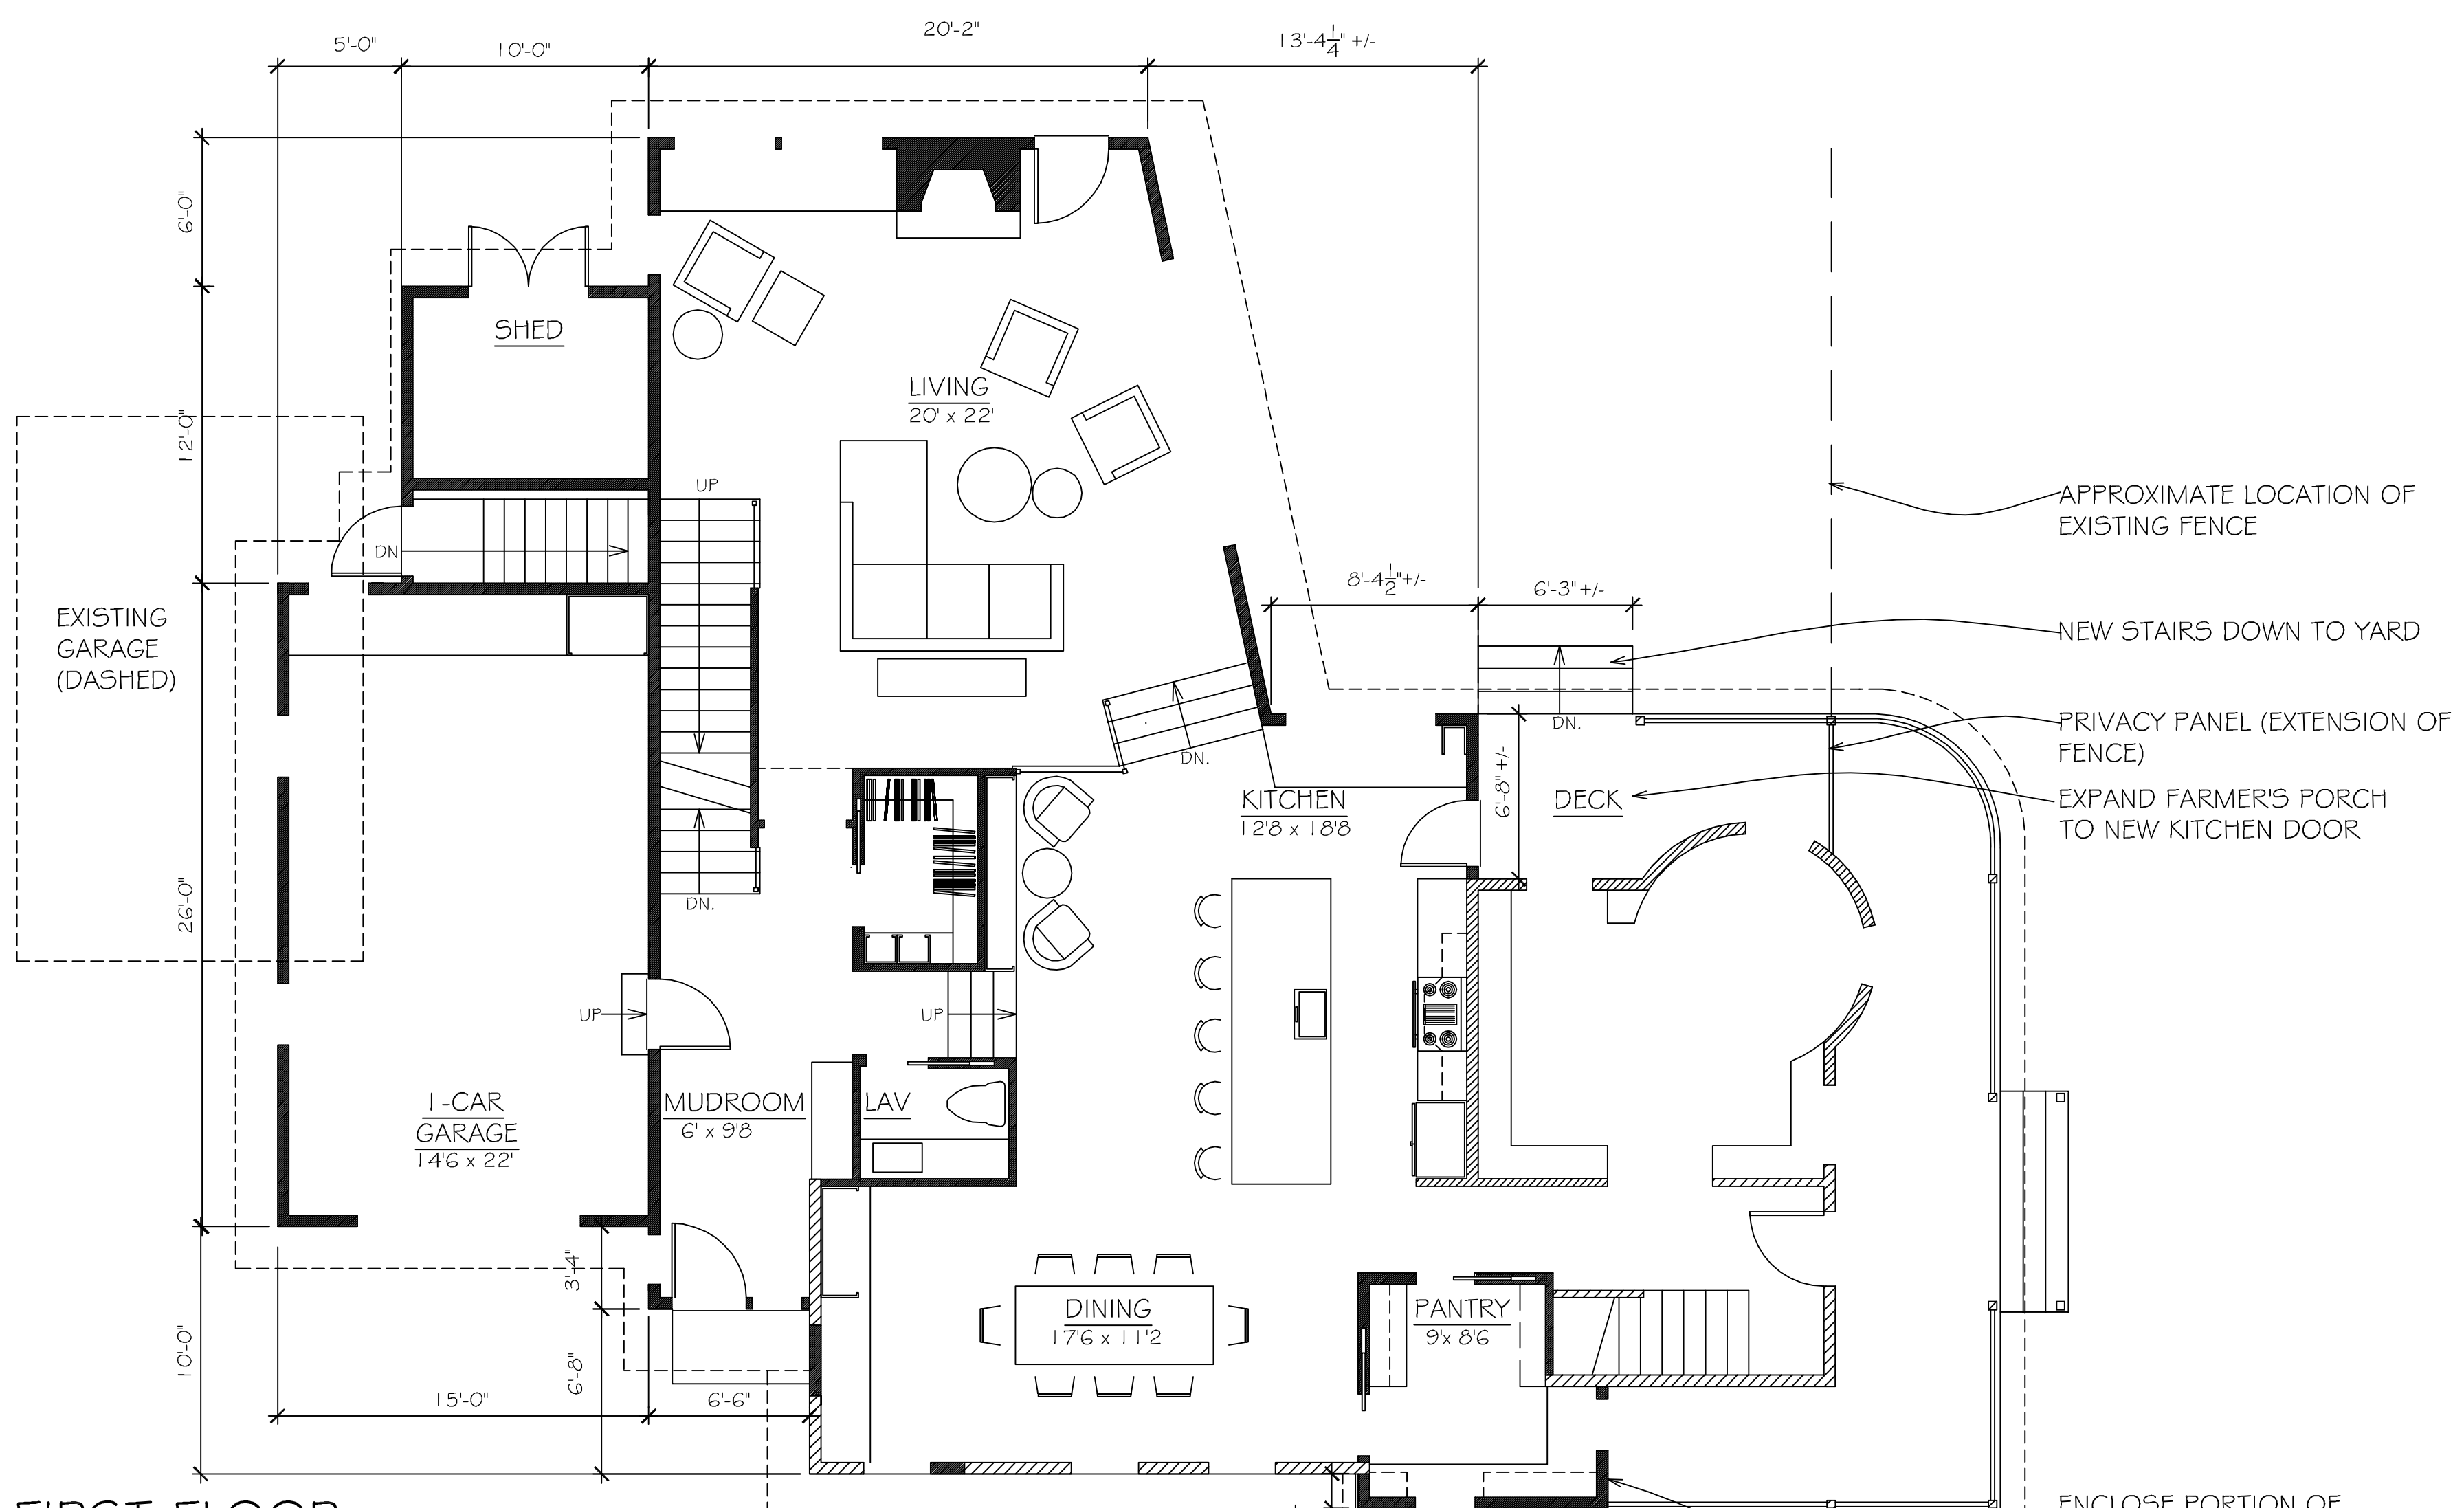 5'-0"
10'-0"
20'-2"
13'-4 1/4" +/-
6'-0"
SHED
LIVING
20' x 22'
12'-0"
UP
DN
APPROXIMATE LOCATION OF
EXISTING FENCE
8'-4 1/2"+/-
6'-3" +/-
EXISTING
GARAGE
(DASHED)
NEW STAIRS DOWN TO YARD
DN.
DN.
PRIVACY PANEL (EXTENSION OF
FENCE)
6'-8" +/-
KITCHEN
12'8 x 18'8
DECK
EXPAND FARMER'S PORCH
TO NEW KITCHEN DOOR
26'-0"
DN.
UP
UP
1-CAR
GARAGE
14'6 x 22'
MUDROOM
6' x 9'8
LAV
3'-4"
DINING
17'6 x 11'2
PANTRY
9'x 8'6
10'-0"
6'-8"
15'-0"
6'-6"
FIRST FLOOR
ENCLOSE PORTION OF